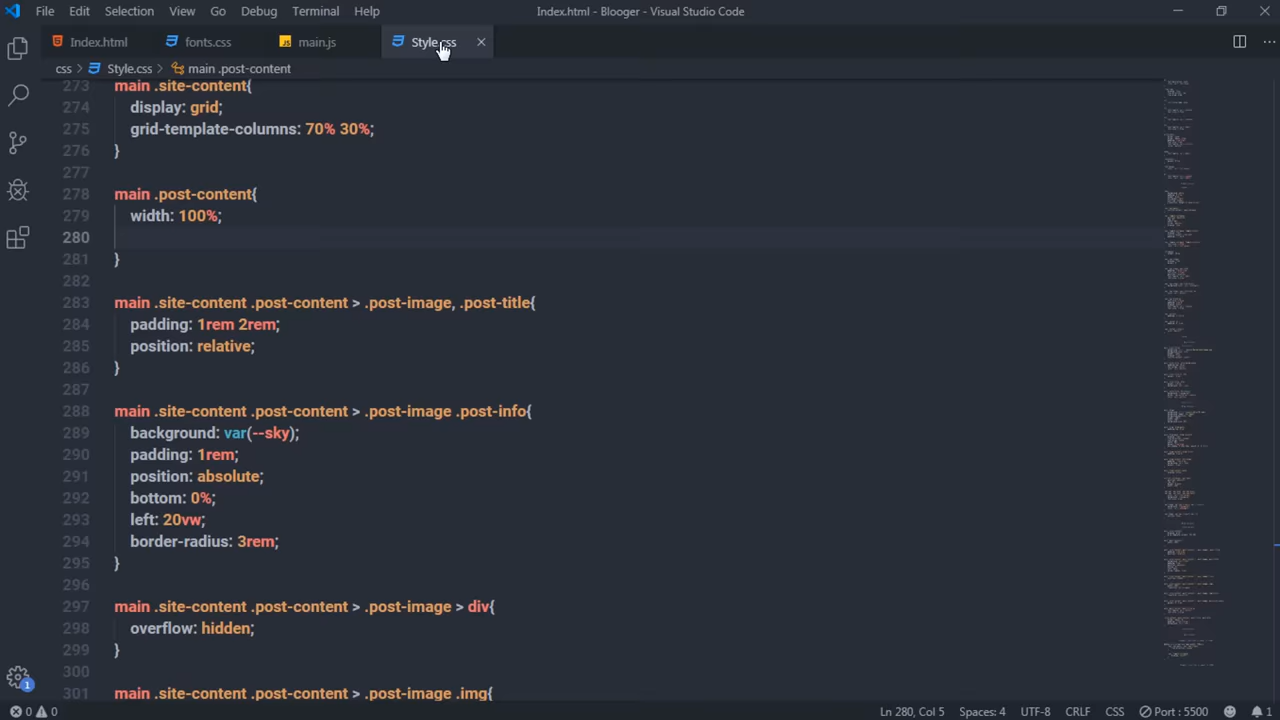 File Edit Selection View Go Debug Terminal Help Index.html - Blooger - Visual Studio Code
Index.html fonts.css JS main.js Style.css
css > Style.css > main .post-content
273 main .site-content{
274 display: grid;
275 grid-template-columns: 70% 30%;
276 }
277
278 main .post-content{
279 width: 100%;
280
281 }
282
283 main .site-content .post-content > .post-image, .post-title{
284 padding: 1rem 2rem;
285 position: relative;
286 }
287
288 main .site-content .post-content > .post-image .post-info{
289 background: var(--sky);
290 padding: 1rem;
291 position: absolute;
292 bottom: 0%;
293 left: 20vw;
294 border-radius: 3rem;
295 }
296
297 main .site-content .post-content > .post-image > div{
298 overflow: hidden;
299 }
300
301 main .site-content .post-content > .post-image .img{
1
0 0 Ln 280, Col 5 Spaces: 4 UTF-8 CRLF CSS Port : 5500 1